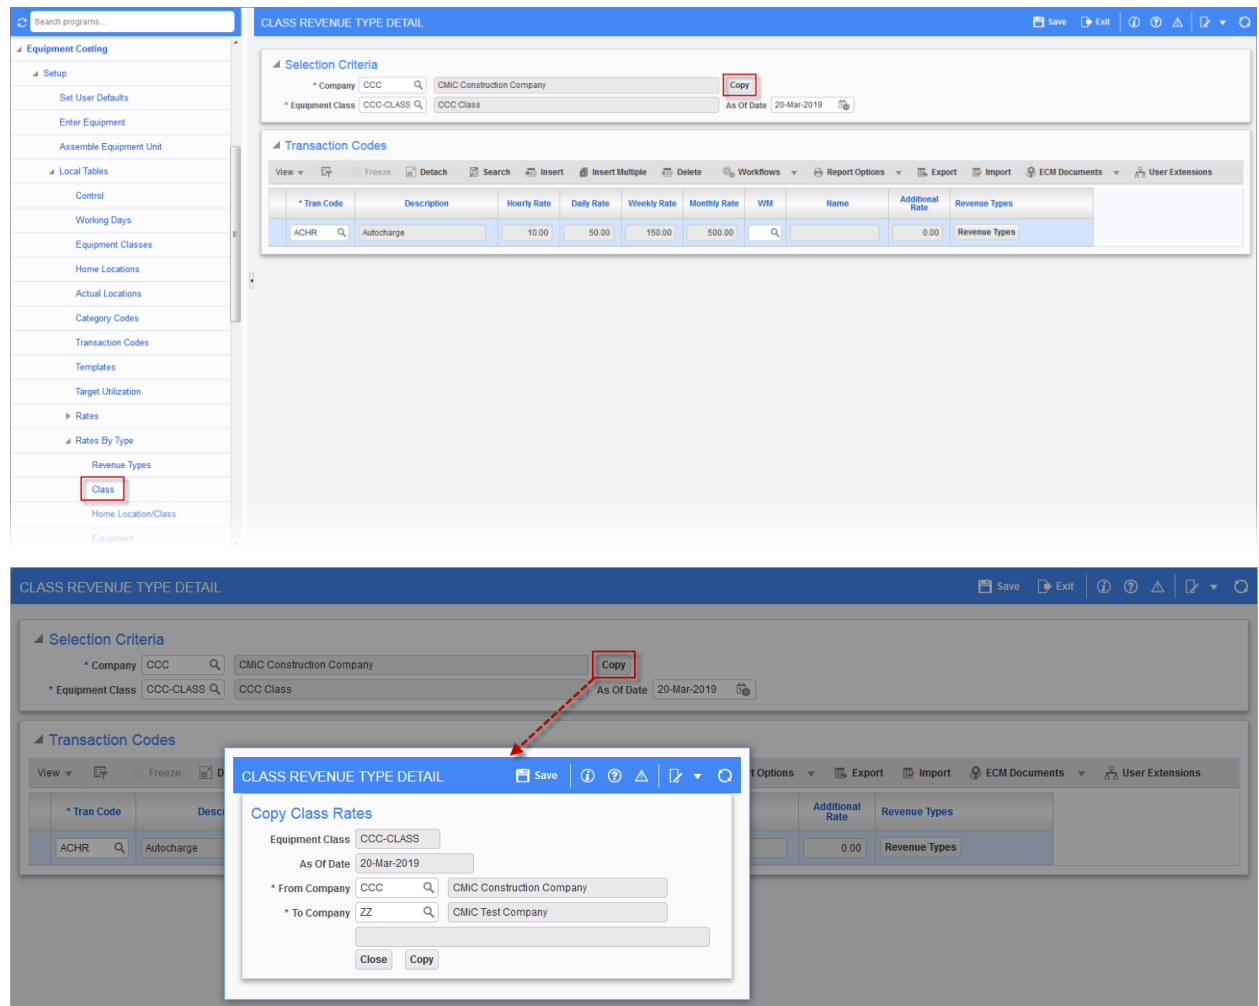 Search programs...
CLASS REVENUE TYPE DETAIL
Save Exit
Equipment Costing
Setup
Set User Defaults
Enter Equipment
Assemble Equipment Unit
Local Tables
Control
Working Days
Equipment Classes
Home Locations
Actual Locations
Category Codes
Transaction Codes
Templates
Target Utilization
Rates
Rates By Type
Revenue Types
Class
Home Location/Class
Equipment
Selection Criteria
* Company CCC CMiC Construction Company Copy
* Equipment Class CCC-CLASS CCC Class As Of Date 20-Mar-2019
Transaction Codes
View Freeze Detach Search Insert Insert Multiple Delete Workflows Report Options Export Import ECM Documents User Extensions
* Tran Code Description Hourly Rate Daily Rate Weekly Rate Monthly Rate WM Name Additional Rate Revenue Types
ACHR Autocharge 10.00 50.00 150.00 500.00 0.00 Revenue Types
CLASS REVENUE TYPE DETAIL
Save Exit
Selection Criteria
* Company CCC CMiC Construction Company Copy
* Equipment Class CCC-CLASS CCC Class As Of Date 20-Mar-2019
Transaction Codes
View Freeze D t Options Export Import ECM Documents User Extensions
* Tran Code Descr Additional Rate Revenue Types
ACHR Autocharge 0.00 Revenue Types
CLASS REVENUE TYPE DETAIL Save
Copy Class Rates
Equipment Class CCC-CLASS
As Of Date 20-Mar-2019
* From Company CCC CMiC Construction Company
* To Company ZZ CMiC Test Company
Close Copy